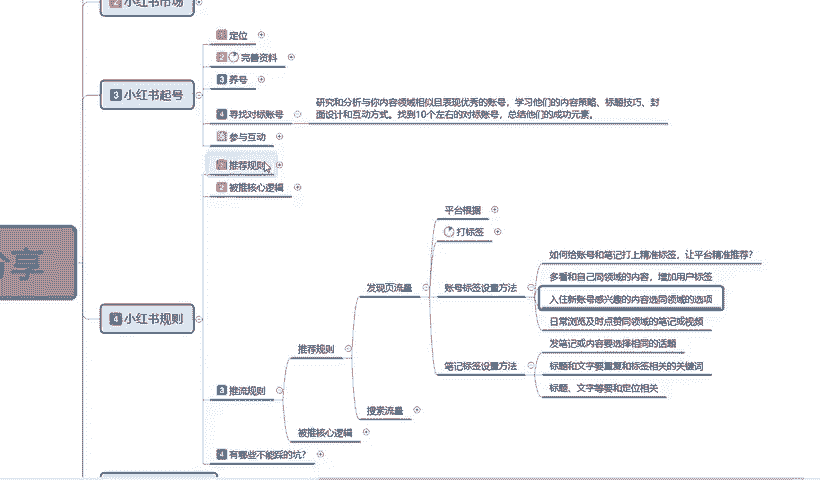 2 小红书市场
3 小红书起号
1 定位
2 完善资料
3 养号
4 寻找对标账号
研究和分析与你内容领域相似且表现优秀的账号，学习他们的内容策略、标题技巧、封
面设计和互动方式。找到10个左右的对标账号，总结他们的成功元素。
参与互动
1 推荐规则
2 被推核心逻辑
享
4 小红书规则
3 推流规则
推荐规则
发现页流量
平台根据
打标签
账号标签设置方法
如何给账号和笔记打上精准标签，让平台精准推荐？
多看和自己同领域的内容，增加用户标签
入住新账号感兴趣的内容选同领域的选项
日常浏览及时点赞同领域的笔记或视频
笔记标签设置方法
发笔记或内容要选择相同的话题
标题和文字要重复和标签相关的关键词
标题、文字等要和定位相关
搜索流量
被推核心逻辑
4 有哪些不能踩的坑？